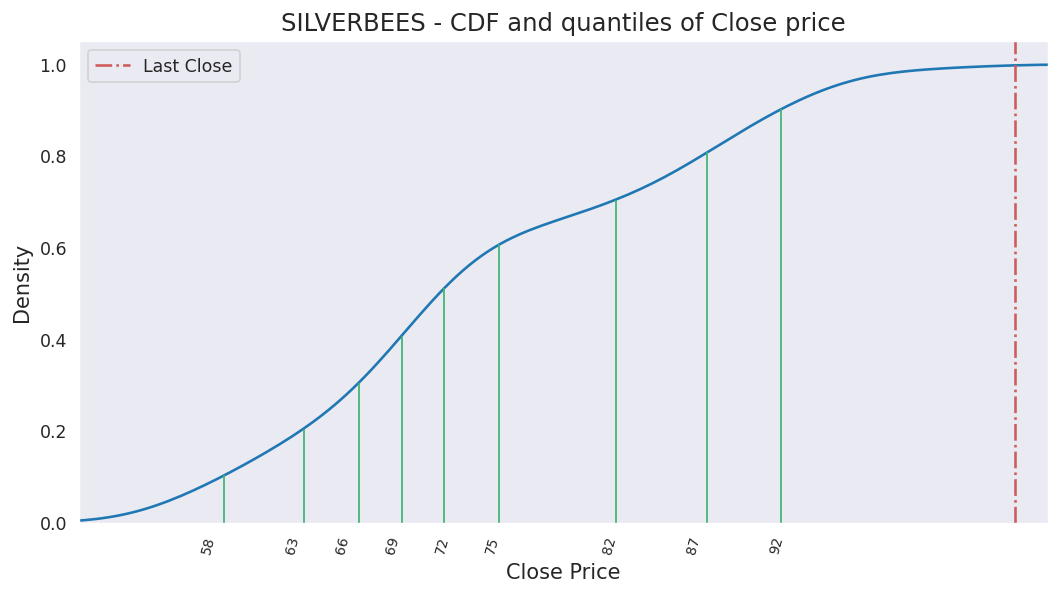 SILVERBEES - CDF and quantiles of Close price
Last Close
1.0
0.8
0.6
0.4
0.2
0.0
Density
58 63 66 69 72 75 82 87 92
Close Price